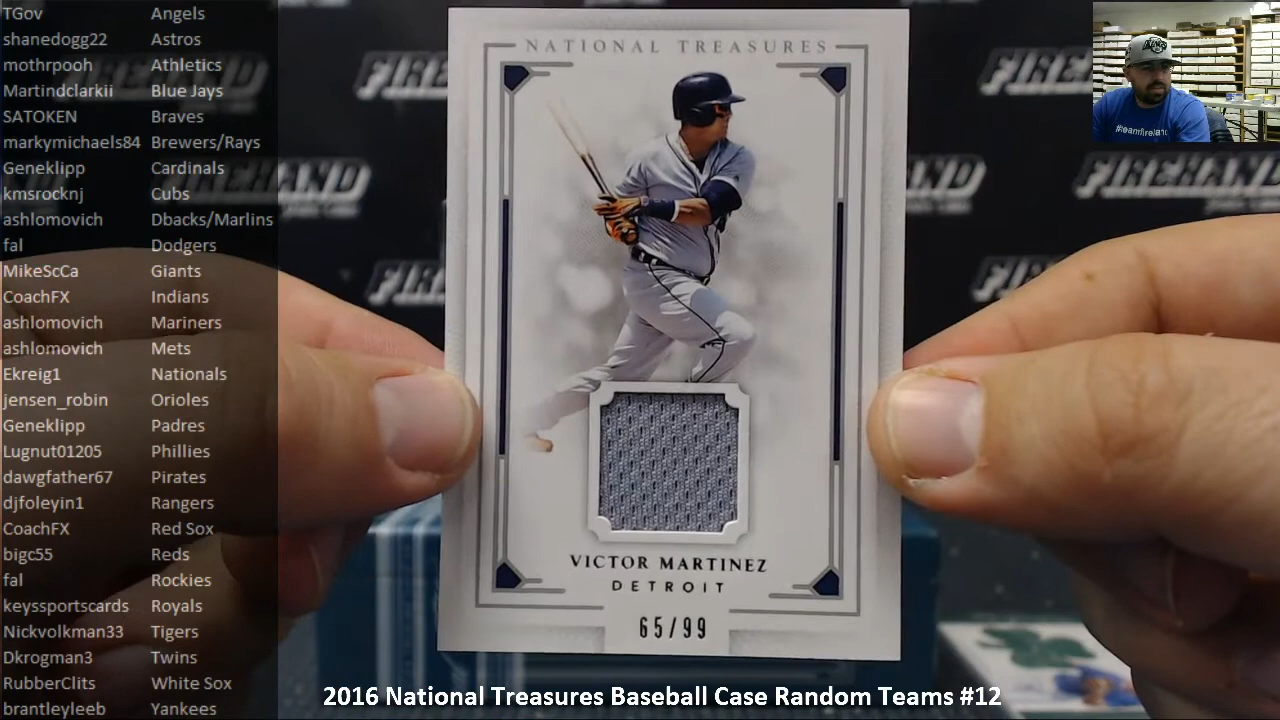 TGov Angels
shanedogg22 Astros
mothrpooh Athletics
Martindclarkii Blue Jays
SATOKEN Braves
markymichaels84 Brewers/Rays
Geneklipp Cardinals
kmsrocknj Cubs
ashlomovich Dbacks/Marlins
fal Dodgers
MikeScCa Giants
CoachFX Indians
ashlomovich Mariners
ashlomovich Mets
Ekreig1 Nationals
jensen_robin Orioles
Geneklipp Padres
Lugnut01205 Phillies
dawgfather67 Pirates
djfoleyin1 Rangers
CoachFX Red Sox
bigc55 Reds
fal Rockies
keyssportscards Royals
Nickvolkman33 Tigers
Dkrogman3 Twins
RubberClits White Sox
brantleyleeb Yankees
NATIONAL TREASURES
VICTOR MARTINEZ
DETROIT
65/99
FIREHAND
FIREHAND
2016 National Treasures Baseball Case Random Teams #12